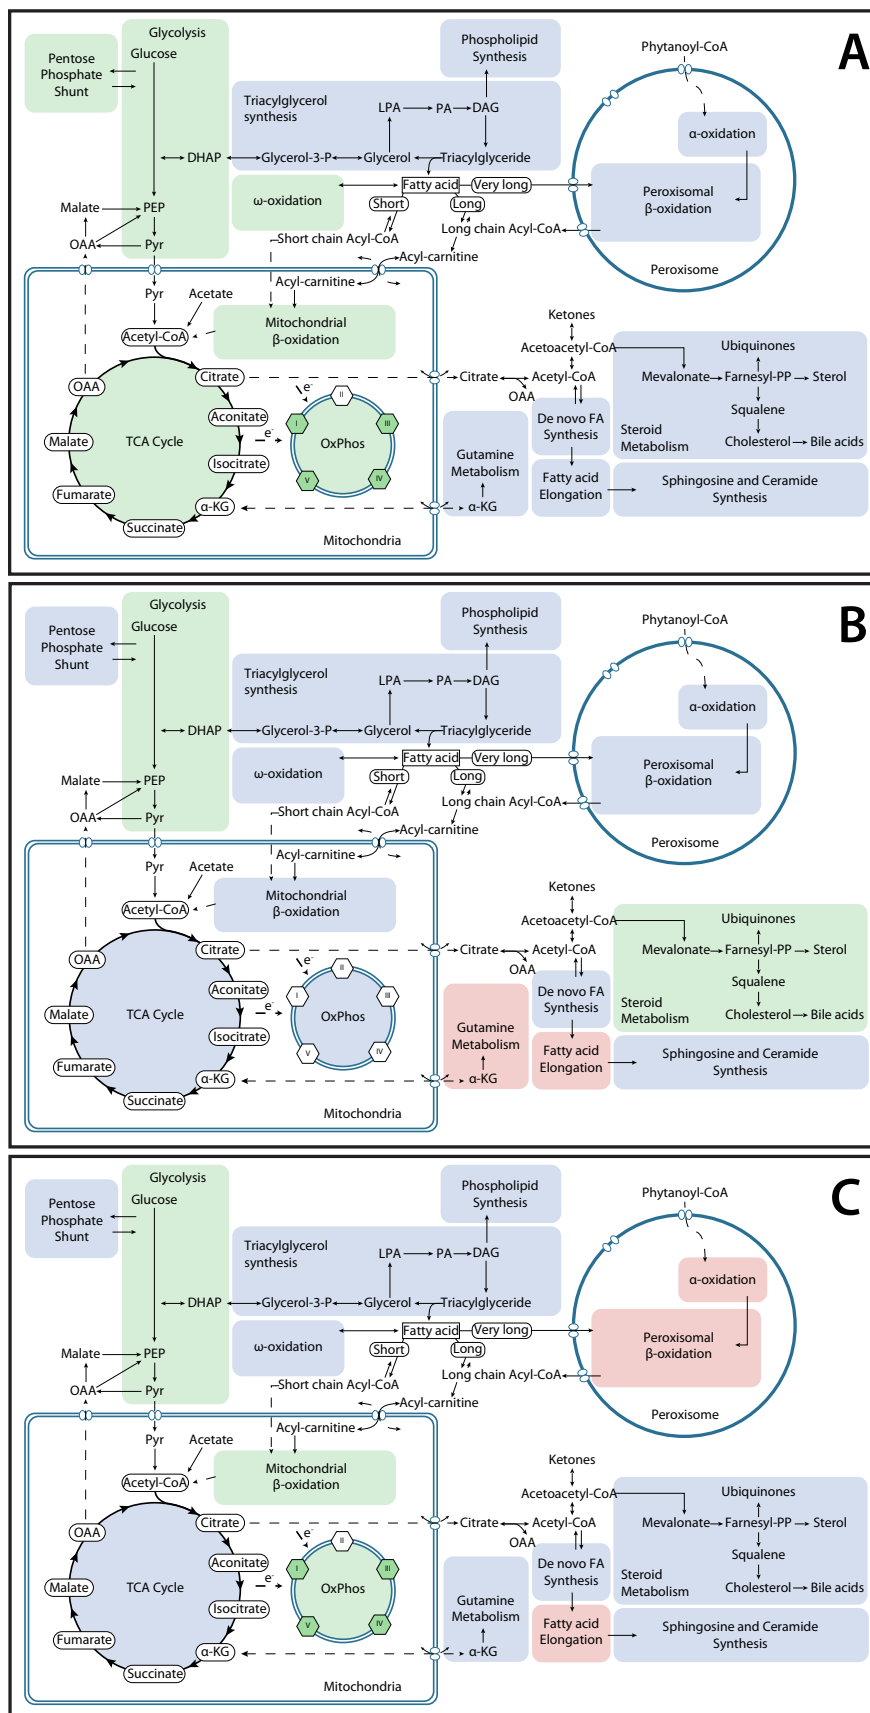 A
Glycolysis
Glucose
Pentose
Phosphate
Shunt
Phospholipid
Synthesis
Phytanoyl-CoA
Triacylglycerol
synthesis
LPA
PA
DAG
α-oxidation
DHAP
Glycerol-3-P
Glycerol
Triacylglyceride
ω-oxidation
Fatty acid
Very long
Short
Long
Peroxisomal
β-oxidation
Malate
PEP
OAA
Pyr
Short chain Acyl-CoA
Long chain Acyl-CoA
Acyl-carnitine
Peroxisome
Pyr
Acetate
Acyl-carnitine
Acetyl-CoA
Mitochondrial
β-oxidation
Ketones
Acetoacetyl-CoA
Ubiquinones
OAA
Citrate
Citrate
Acetyl-CoA
OAA
Mevalonate
Farnesyl-PP
Sterol
e-
II
I
III
Aconitate
De novo FA
Synthesis
Squalene
Malate
TCA Cycle
e-
OxPhos
Steroid
Metabolism
Cholesterol
Bile acids
Isocitrate
Gutamine
Metabolism
V
IV
Fumarate
α-KG
α-KG
Fatty acid
Elongation
Sphingosine and Ceramide
Synthesis
Succinate
Mitochondria
B
Glycolysis
Glucose
Pentose
Phosphate
Shunt
Phospholipid
Synthesis
Phytanoyl-CoA
Triacylglycerol
synthesis
LPA
PA
DAG
α-oxidation
DHAP
Glycerol-3-P
Glycerol
Triacylglyceride
ω-oxidation
Fatty acid
Very long
Short
Long
Peroxisomal
β-oxidation
Malate
PEP
OAA
Pyr
Short chain Acyl-CoA
Long chain Acyl-CoA
Acyl-carnitine
Peroxisome
Pyr
Acetate
Acyl-carnitine
Acetyl-CoA
Mitochondrial
β-oxidation
Ketones
Acetoacetyl-CoA
Ubiquinones
OAA
Citrate
Citrate
Acetyl-CoA
OAA
Mevalonate
Farnesyl-PP
Sterol
e-
II
I
III
Aconitate
De novo FA
Synthesis
Squalene
Malate
TCA Cycle
e-
OxPhos
Steroid
Metabolism
Cholesterol
Bile acids
Isocitrate
Gutamine
Metabolism
V
IV
Fumarate
α-KG
α-KG
Fatty acid
Elongation
Sphingosine and Ceramide
Synthesis
Succinate
Mitochondria
C
Glycolysis
Glucose
Pentose
Phosphate
Shunt
Phospholipid
Synthesis
Phytanoyl-CoA
Triacylglycerol
synthesis
LPA
PA
DAG
α-oxidation
DHAP
Glycerol-3-P
Glycerol
Triacylglyceride
ω-oxidation
Fatty acid
Very long
Short
Long
Peroxisomal
β-oxidation
Malate
PEP
OAA
Pyr
Short chain Acyl-CoA
Long chain Acyl-CoA
Acyl-carnitine
Peroxisome
Pyr
Acetate
Acyl-carnitine
Acetyl-CoA
Mitochondrial
β-oxidation
Ketones
Acetoacetyl-CoA
Ubiquinones
OAA
Citrate
Citrate
Acetyl-CoA
OAA
Mevalonate
Farnesyl-PP
Sterol
e-
II
I
III
Aconitate
De novo FA
Synthesis
Squalene
Malate
TCA Cycle
e-
OxPhos
Steroid
Metabolism
Cholesterol
Bile acids
Isocitrate
Gutamine
Metabolism
V
IV
Fumarate
α-KG
α-KG
Fatty acid
Elongation
Sphingosine and Ceramide
Synthesis
Succinate
Mitochondria